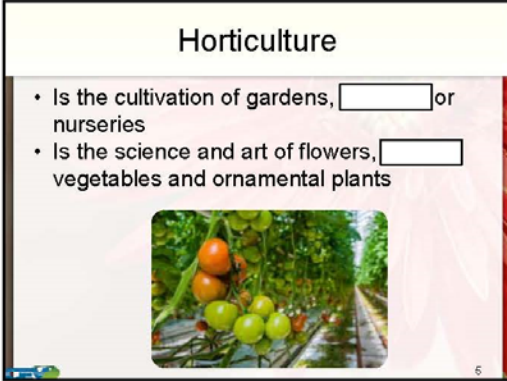 Horticulture
• Is the cultivation of gardens, or
nurseries
• Is the science and art of flowers,
vegetables and ornamental plants
5